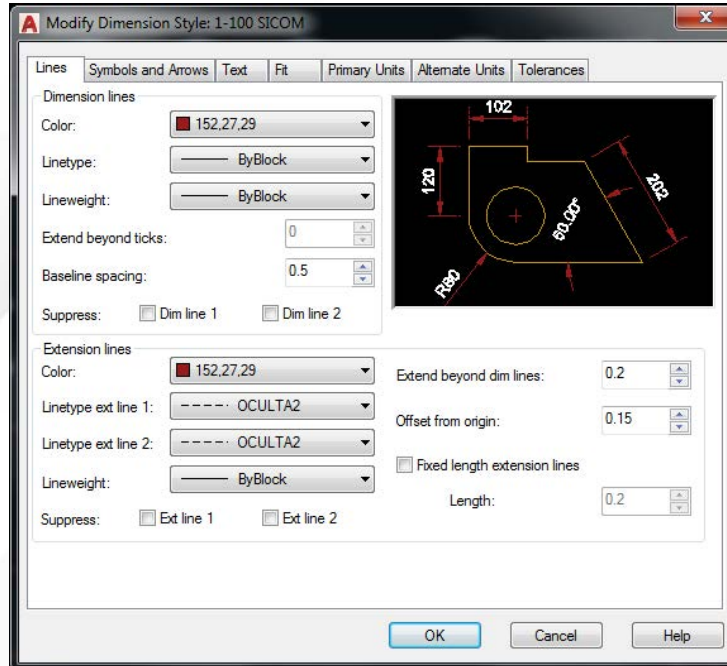 A Modify Dimension Style: 1-100 SICOM x
Lines Symbols and Arrows Text Fit Primary Units Alternate Units Tolerances
Dimension lines
Color: 152,27,29
Linetype: ByBlock
Lineweight: ByBlock
Extend beyond ticks: 0
Baseline spacing: 0.5
Suppress: Dim line 1 Dim line 2
102
120
202
60.00°
R80
Extension lines
Color: 152,27,29
Linetype ext line 1: OCULTA2
Linetype ext line 2: OCULTA2
Lineweight: ByBlock
Suppress: Ext line 1 Ext line 2
Extend beyond dim lines: 0.2
Offset from origin: 0.15
Fixed length extension lines
Length: 0.2
OK Cancel Help